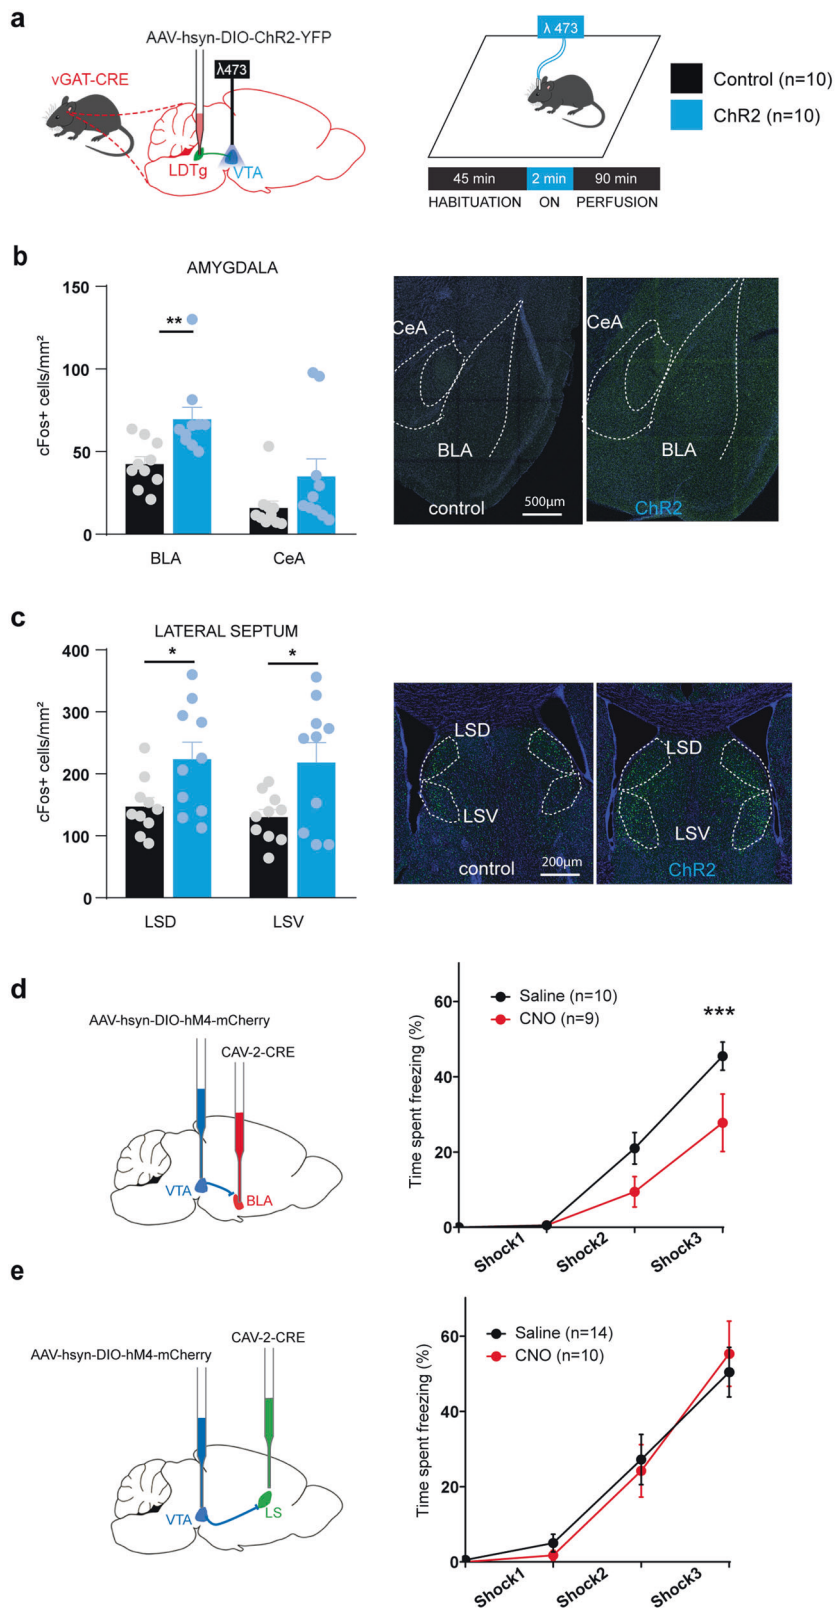 a
AAV-hsyn-DIO-ChR2-YFP
λ473
vGAT-CRE
LDTg
VTA
λ 473
Control (n=10)
ChR2 (n=10)
45 min
2 min
90 min
HABITUATION
ON
PERFUSION
b
AMYGDALA
cFos+ cells/mm²
150
100
50
0
**
BLA
CeA
CeA
BLA
control
500µm
CeA
BLA
ChR2
c
LATERAL SEPTUM
cFos+ cells/mm²
400
300
200
100
0
*
*
LSD
LSV
LSD
LSV
control
200µm
LSD
LSV
ChR2
d
AAV-hsyn-DIO-hM4-mCherry
CAV-2-CRE
VTA
BLA
Time spent freezing (%)
60
40
20
0
Saline (n=10)
CNO (n=9)
***
Shock1
Shock2
Shock3
e
CAV-2-CRE
AAV-hsyn-DIO-hM4-mCherry
VTA
LS
Time spent freezing (%)
60
40
20
0
Saline (n=14)
CNO (n=10)
Shock1
Shock2
Shock3